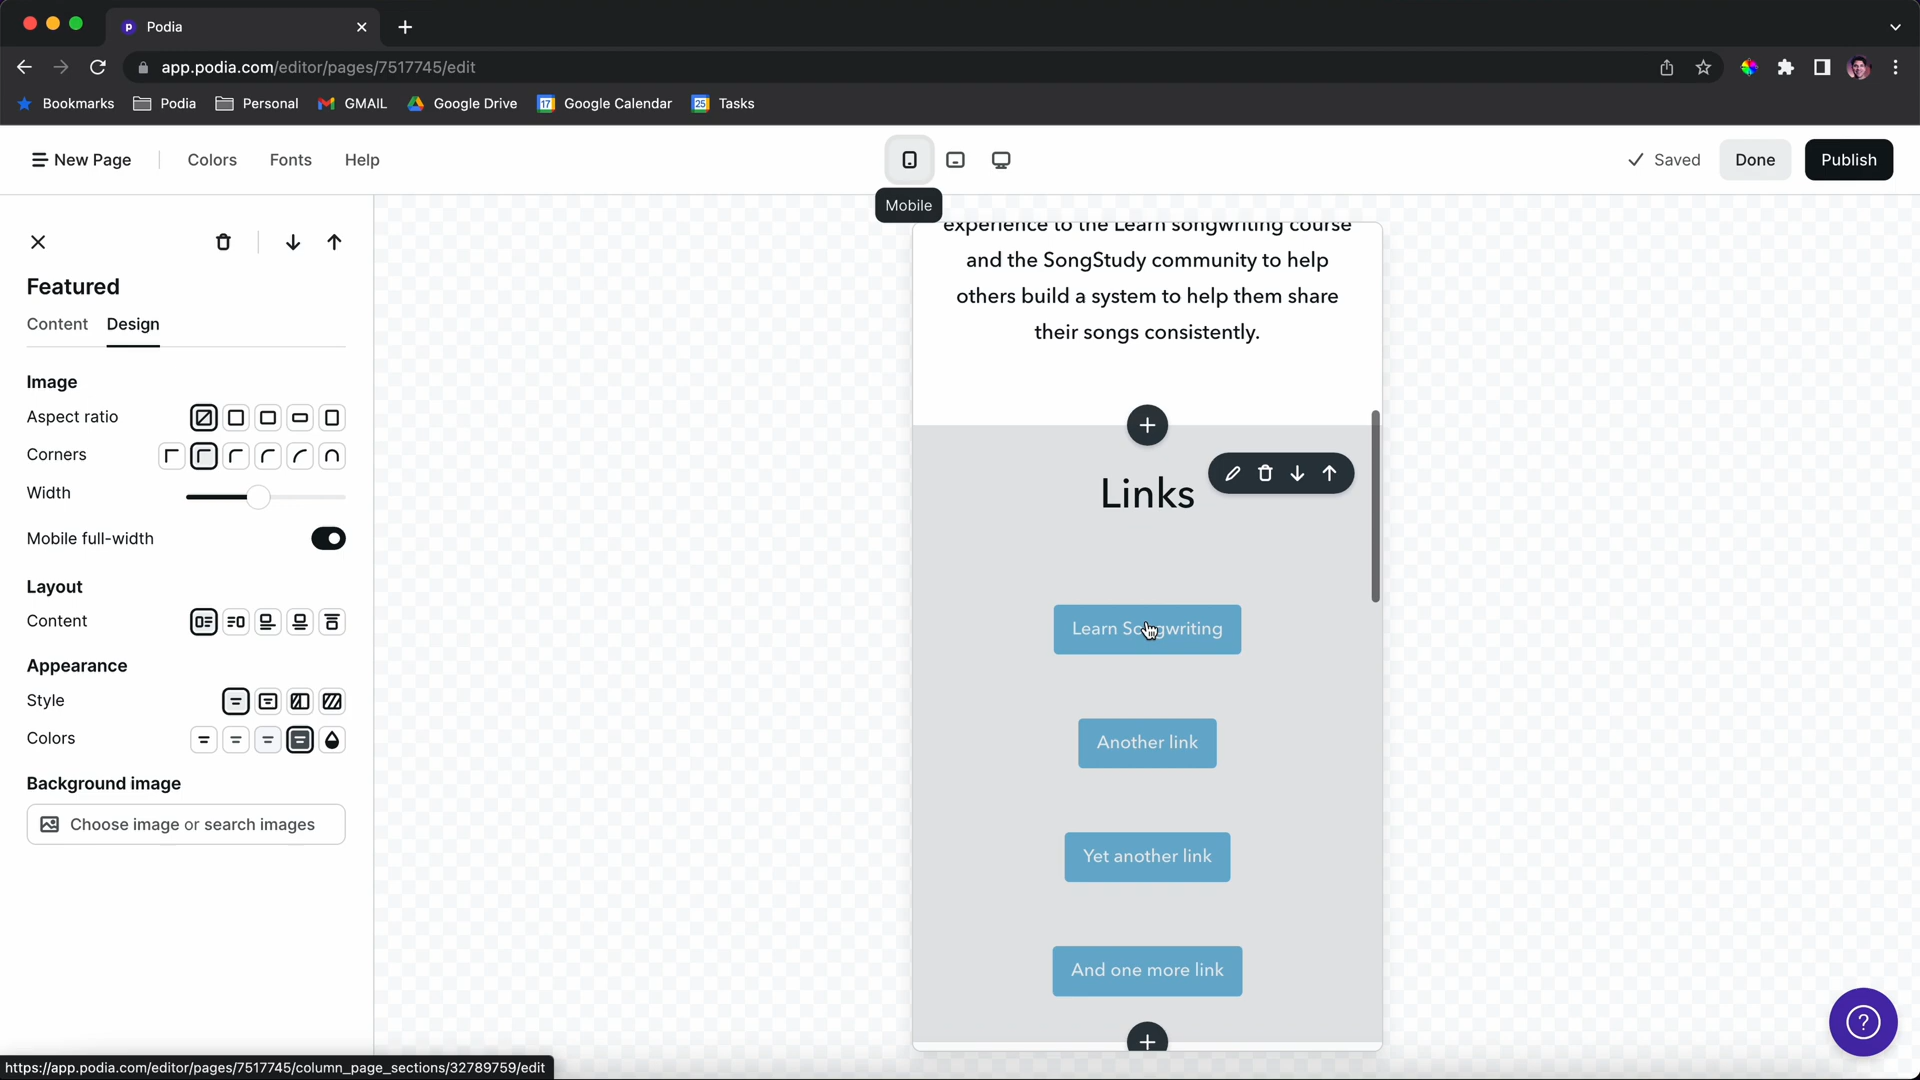 Podia
app.podia.com/editor/pages/7517745/edit
Bookmarks Podia Personal GMAIL 17 Google Calendar Google Drive 25 Tasks
New Page Colors Fonts Help Saved Done Publish
Mobile
Featured
Content Design
Image
Aspect ratio
Corners
Width
Mobile full-width
Layout
Content
Appearance
Style
Colors
Background image
Choose image or search images
experience to the Learn songwriting course
and the SongStudy community to help
others build a system to help them share
their songs consistently.
Links
Learn Songwriting
Another link
Yet another link
And one more link
https://app.podia.com/editor/pages/7517745/column_page_sections/32789759/edit